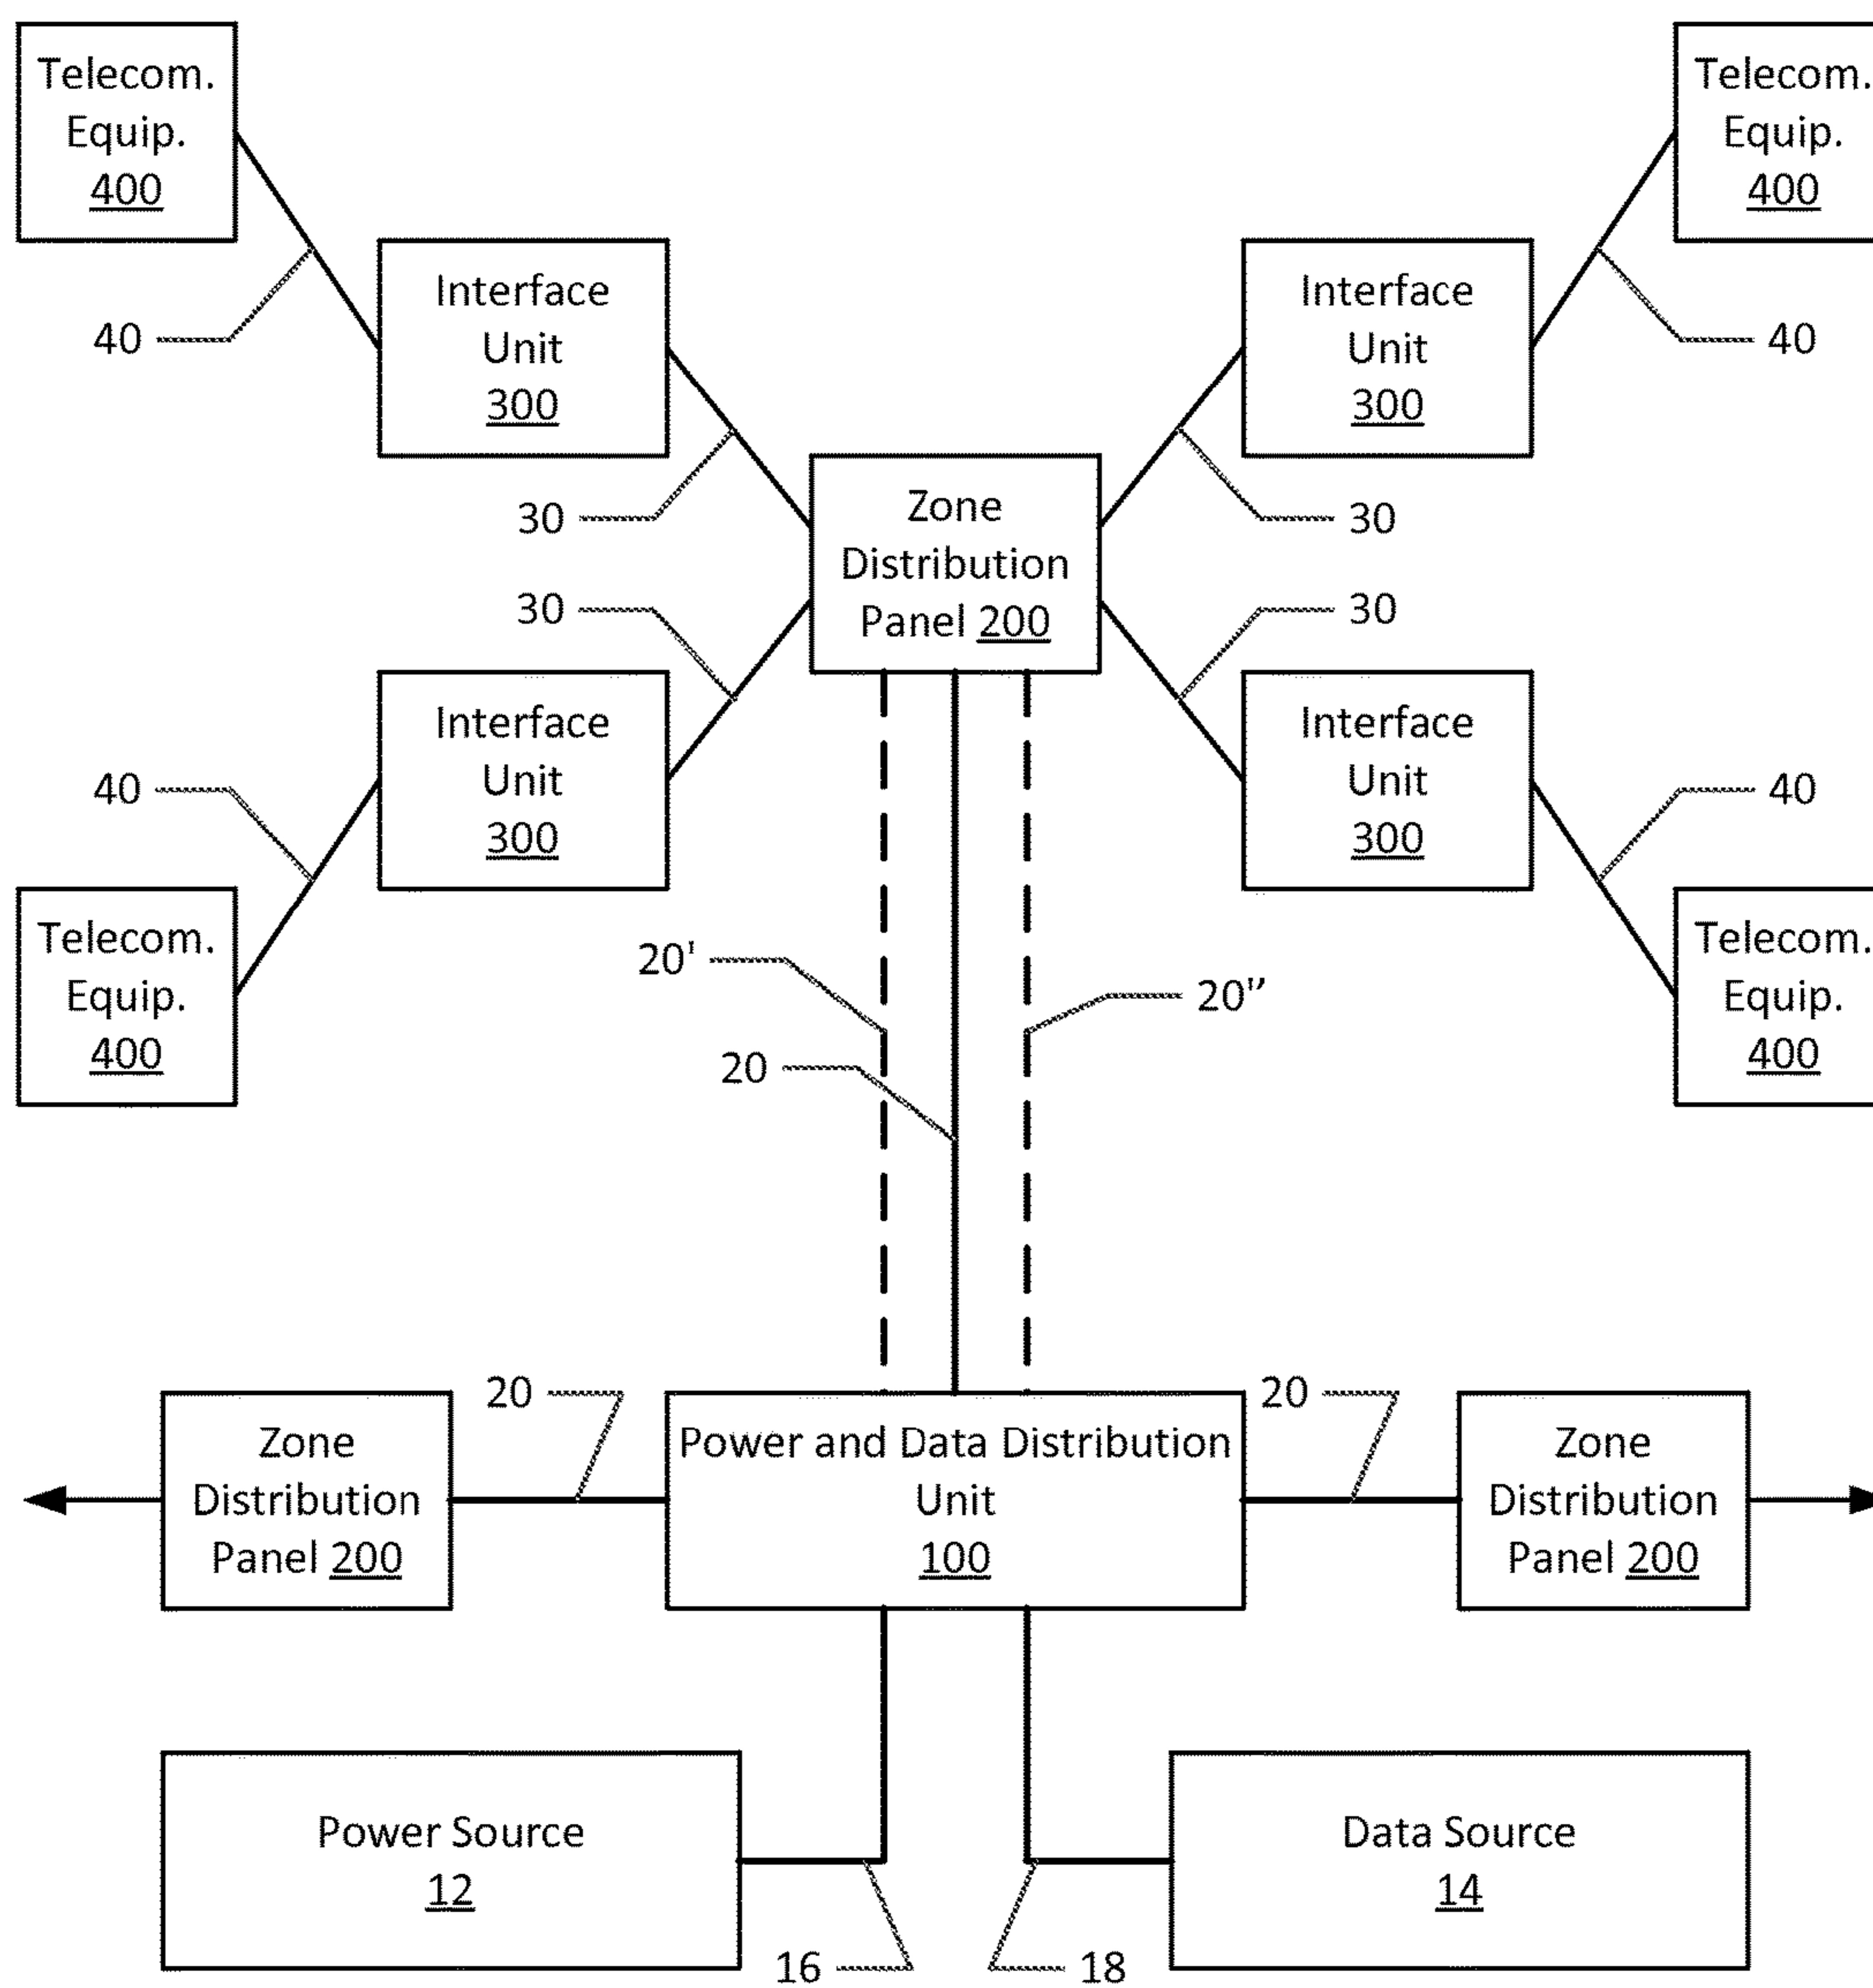 Telecom.
Equip.
400
Telecom.
Equip.
400
Interface
Unit
300
Interface
Unit
300
40
40
Zone
Distribution
Panel 200
30
30
30
30
Interface
Unit
300
Interface
Unit
300
40
40
Telecom.
Equip.
400
Telecom.
Equip.
400
20'
20''
20
20
20
Zone
Distribution
Panel 200
Power and Data Distribution
Unit
100
Zone
Distribution
Panel 200
Power Source
12
Data Source
14
16
18